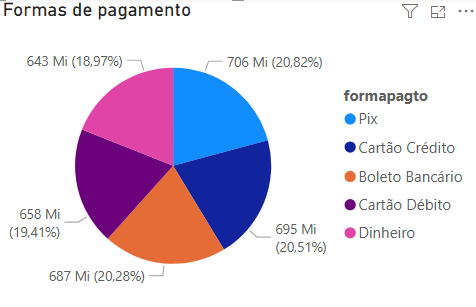 Formas de pagamento
643 Mi (18,97%)
706 Mi (20,82%)
658 Mi
(19,41%)
695 Mi
(20,51%)
687 Mi (20,28%)
formapagto
Pix
Cartão Crédito
Boleto Bancário
Cartão Débito
Dinheiro